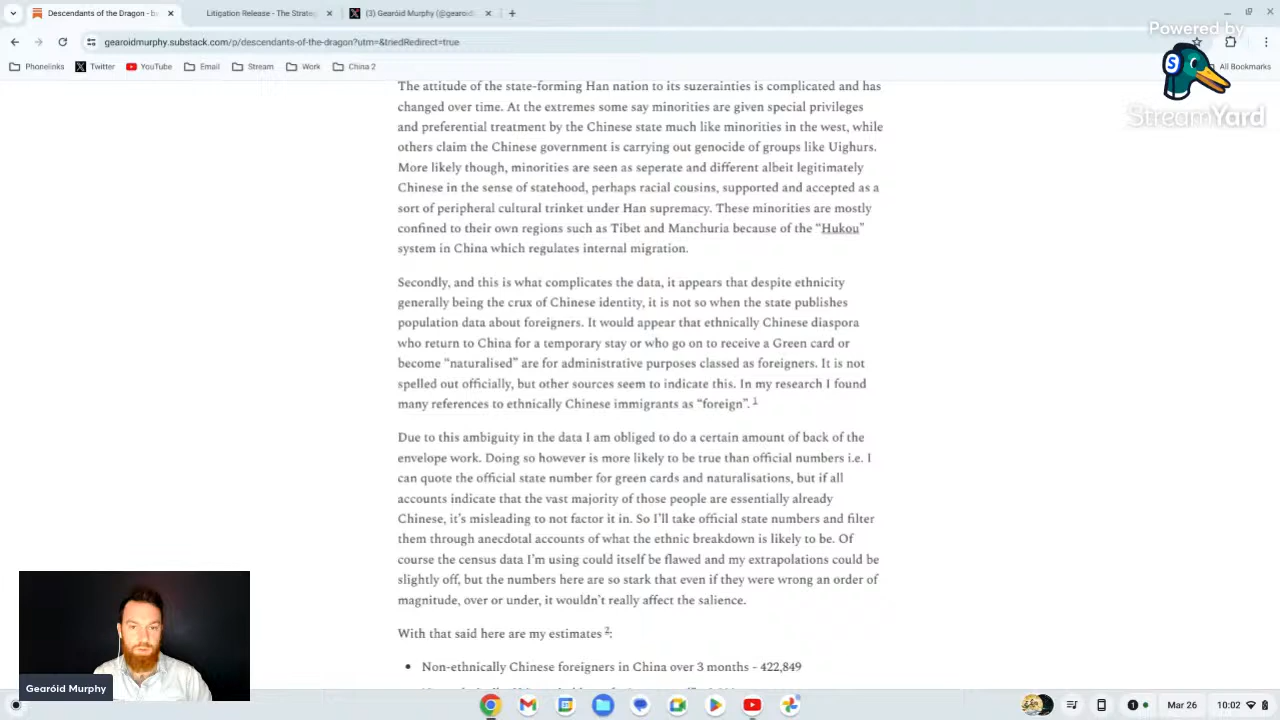 Descendants of the Dragon - b
Litigation Release - The Strate
(3) Gearóid Murphy (@gearoi
gearoidmurphy.substack.com/p/descendants-of-the-dragon?utm=&triedRedirect=true
Phonelinks
Twitter
YouTube
Email
Stream
Work
China 2
All Bookmarks
Powered by
S
StreamYard
The attitude of the state-forming Han nation to its suzerainties is complicated and has
changed over time. At the extremes some say minorities are given special privileges
and preferential treatment by the Chinese state much like minorities in the west, while
others claim the Chinese government is carrying out genocide of groups like Uighurs.
More likely though, minorities are seen as seperate and different albeit legitimately
Chinese in the sense of statehood, perhaps racial cousins, supported and accepted as a
sort of peripheral cultural trinket under Han supremacy. These minorities are mostly
confined to their own regions such as Tibet and Manchuria because of the “Hukou”
system in China which regulates internal migration.
Secondly, and this is what complicates the data, it appears that despite ethnicity
generally being the crux of Chinese identity, it is not so when the state publishes
population data about foreigners. It would appear that ethnically Chinese diaspora
who return to China for a temporary stay or who go on to receive a Green card or
become “naturalised” are for administrative purposes classed as foreigners. It is not
spelled out officially, but other sources seem to indicate this. In my research I found
many references to ethnically Chinese immigrants as “foreign”. 1
Due to this ambiguity in the data I am obliged to do a certain amount of back of the
envelope work. Doing so however is more likely to be true than official numbers i.e. I
can quote the official state number for green cards and naturalisations, but if all
accounts indicate that the vast majority of those people are essentially already
Chinese, it’s misleading to not factor it in. So I’ll take official state numbers and filter
them through anecdotal accounts of what the ethnic breakdown is likely to be. Of
course the census data I’m using could itself be flawed and my extrapolations could be
slightly off, but the numbers here are so stark that even if they were wrong an order of
magnitude, over or under, it wouldn’t really affect the salience.
With that said here are my estimates 2:
• Non-ethnically Chinese foreigners in China over 3 months - 422,849
Gearóid Murphy
Mar 26
10:02